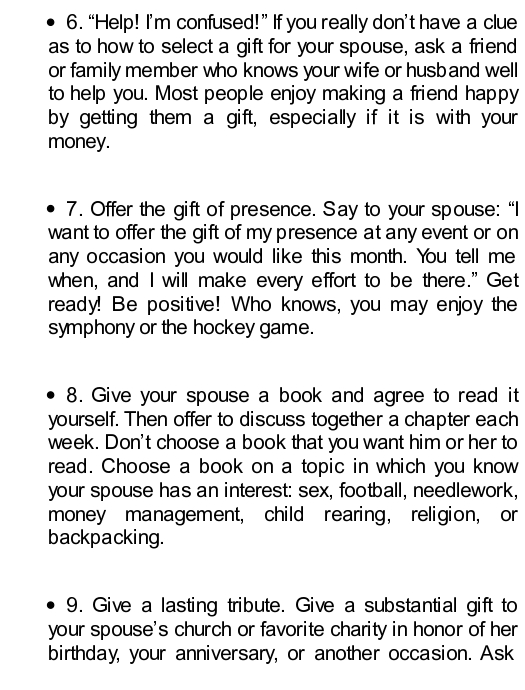 • 6. “Help! I’m confused!” If you really don’t have a clue
as to how to select a gift for your spouse, ask a friend
or family member who knows your wife or husband well
to help you. Most people enjoy making a friend happy
by getting them a gift, especially if it is with your
money.
• 7. Offer the gift of presence. Say to your spouse: “I
want to offer the gift of my presence at any event or on
any occasion you would like this month. You tell me
when, and I will make every effort to be there.” Get
ready! Be positive! Who knows, you may enjoy the
symphony or the hockey game.
• 8. Give your spouse a book and agree to read it
yourself. Then offer to discuss together a chapter each
week. Don’t choose a book that you want him or her to
read. Choose a book on a topic in which you know
your spouse has an interest: sex, football, needlework,
money management, child rearing, religion, or
backpacking.
• 9. Give a lasting tribute. Give a substantial gift to
your spouse’s church or favorite charity in honor of her
birthday, your anniversary, or another occasion. Ask